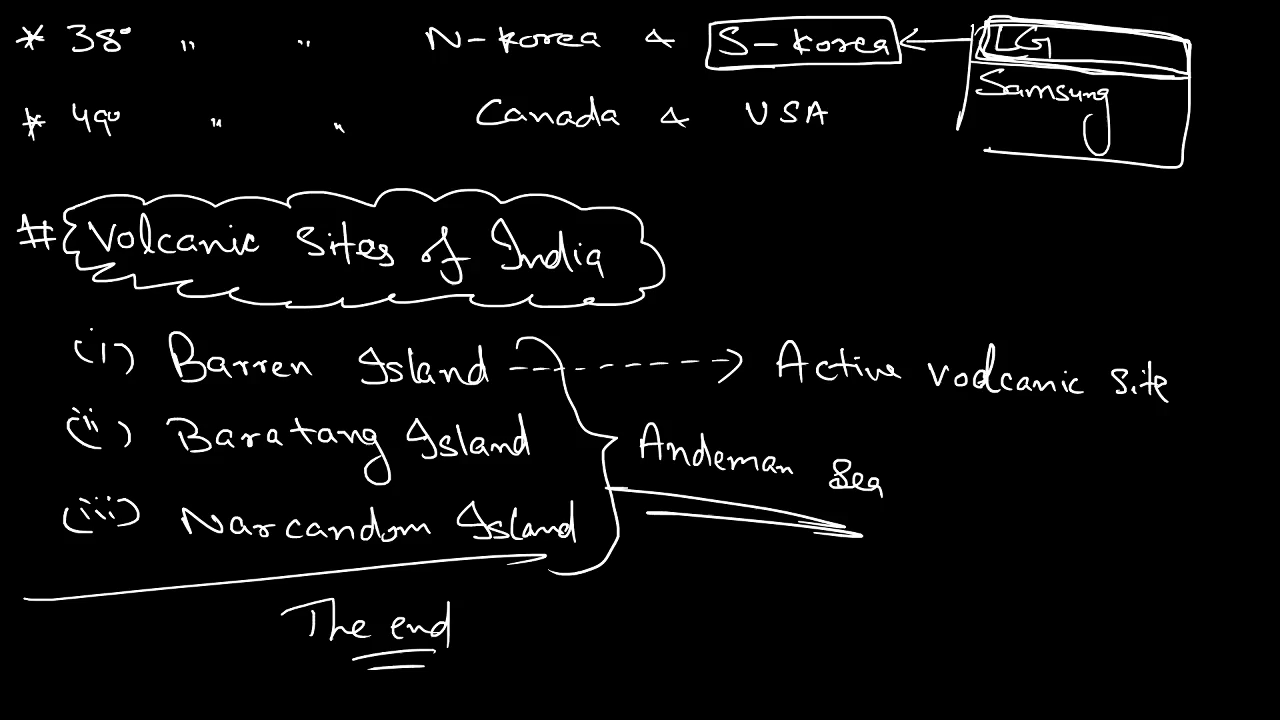 * 38° " " N-Korea & S-Korea ← LG
Samsung
* 49° " " Canada & USA
# Volcanic Sites of India
(i) Barren Island -------> Active vodcanic site
(ii) Baratang Island
Andeman Sea
(iii) Narcandom Island
The end